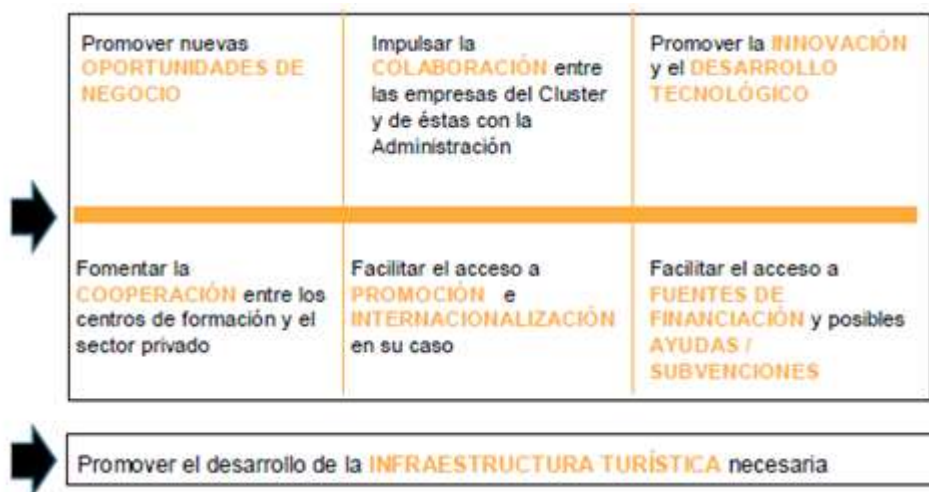 Promover nuevas
OPORTUNIDADES DE
NEGOCIO
Impulsar la
COLABORACIÓN entre
las empresas del Cluster
y de éstas con la
Administración
Promover la INNOVACIÓN
y el DESARROLLO
TECNOLÓGICO
Fomentar la
COOPERACIÓN entre los
centros de formación y el
sector privado
Facilitar el acceso a
PROMOCIÓN e
INTERNACIONALIZACIÓN
en su caso
Facilitar el acceso a
FUENTES DE
FINANCIACIÓN y posibles
AYUDAS /
SUBVENCIONES
Promover el desarrollo de la INFRAESTRUCTURA TURÍSTICA necesaria